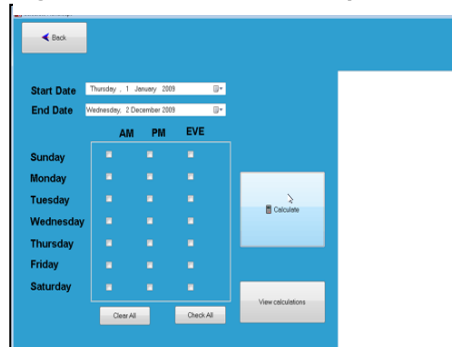 Back
Start Date Thursday , 1 January 2009
End Date Wednesday, 2 December 2009
AM PM EVE
Sunday
Monday
Tuesday
Wednesday
Thursday
Friday
Saturday
Calculate
Clear All Check All
View calculations